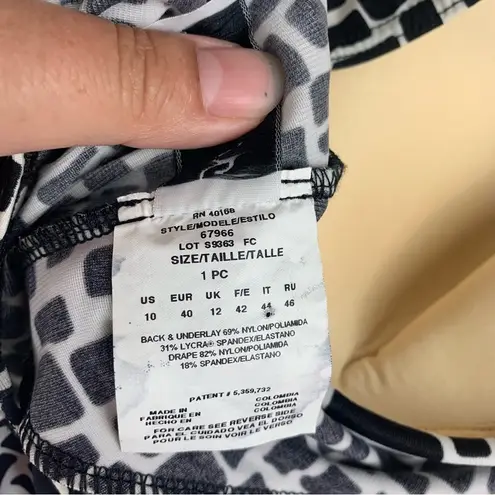 RN 40166
STYLE/MODELE/ESTILO
67966
LOT S9363 FC
SIZE/TAILLE/TALLE
1 PC
US EUR UK F/E IT RU
10 40 12 42 44 46
BACK & UNDERLAY 69% NYLON/POLIAMIDA
31% LYCRA® SPANDEX/ELASTANO
DRAPE 82% NYLON/POLIAMIDA
18% SPANDEX/ELASTANO
PATENT # 5,359,732
MADE IN COLOMBIA
FABRIQUE EN COLOMBIE
HECHO EN COLOMBIA
FOR CARE SEE REVERSE SIDE
PARA EL CUIDADO VEA EL REVERSO
POUR LE SOIN VOIR LE VERSO